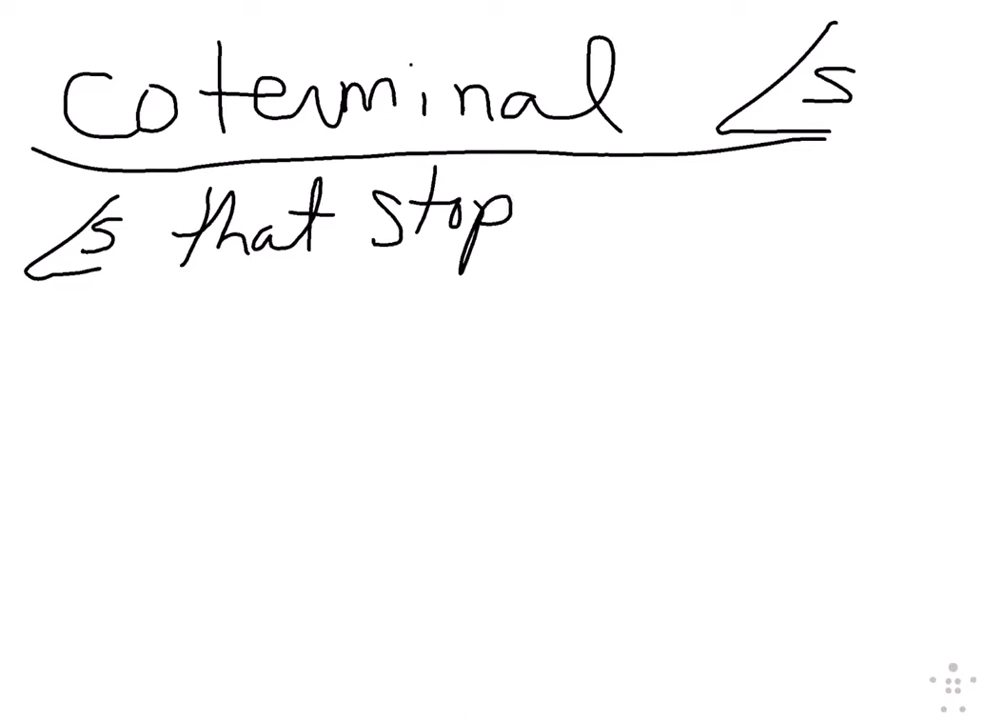 coterminal ∠s
∠s that stop